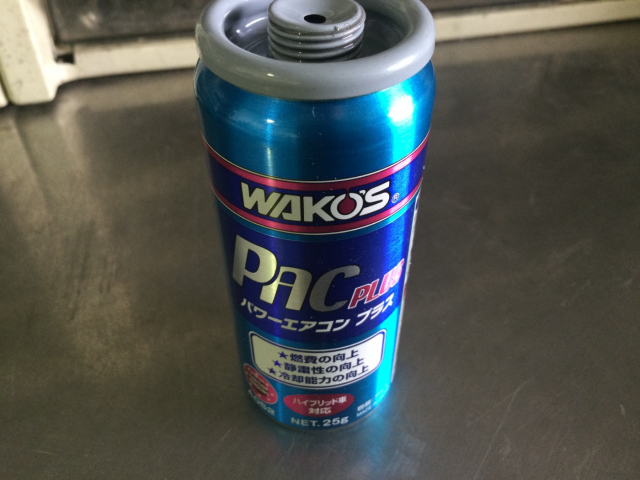 WAKO'S®
PAC PLUS
パワーエアコン プラス
★燃費の向上
★静粛性の向上
★冷却能力の向上
ハイブリッド車
対応
NET. 25g